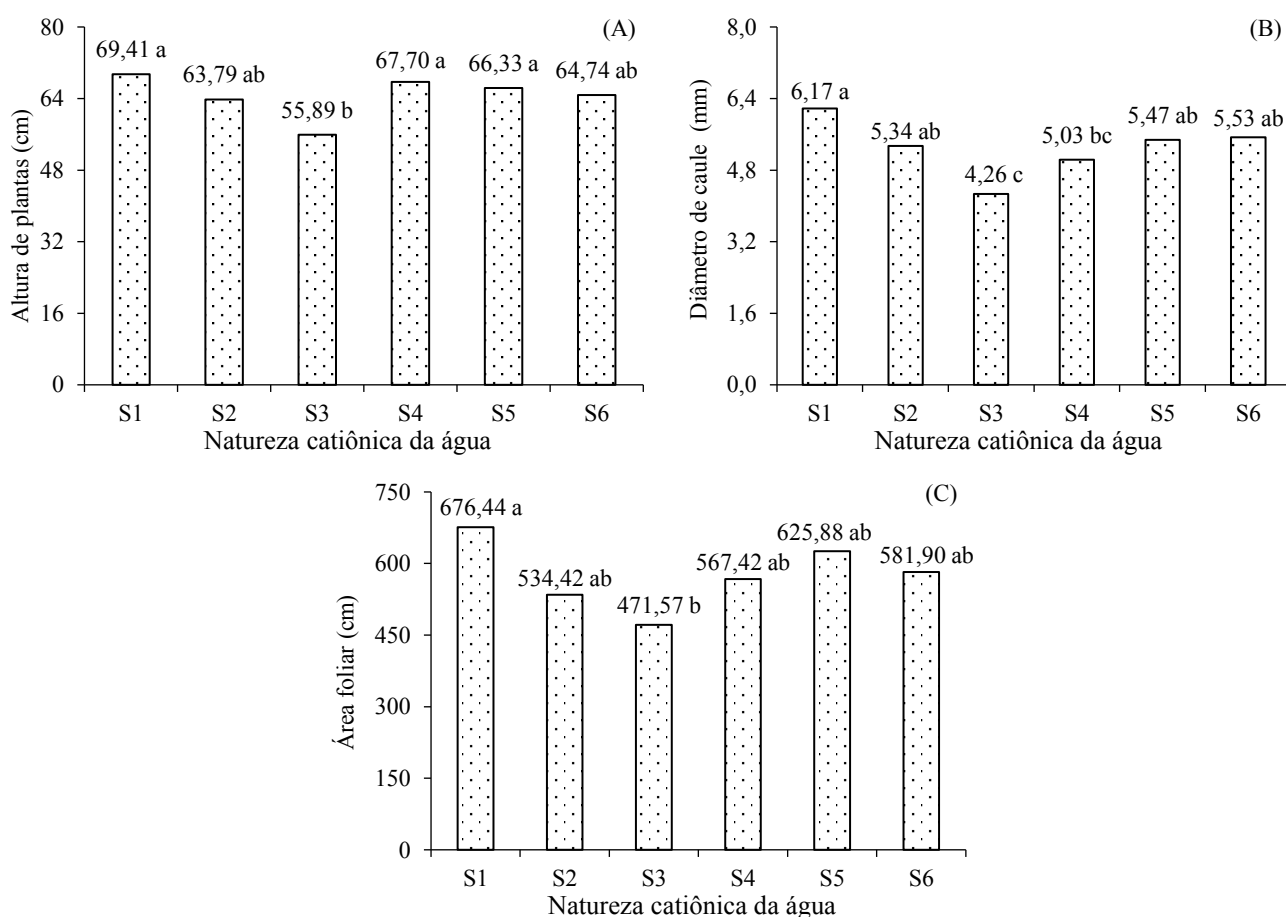 (A)
Altura de plantas (cm)
80
64
48
32
16
0
69,41 a
63,79 ab
55,89 b
67,70 a
66,33 a
64,74 ab
S1 S2 S3 S4 S5 S6
Natureza catiônica da água
(B)
Diâmetro de caule (mm)
8,0
6,4
4,8
3,2
1,6
0,0
6,17 a
5,34 ab
4,26 c
5,03 bc
5,47 ab
5,53 ab
S1 S2 S3 S4 S5 S6
Natureza catiônica da água
(C)
Área foliar (cm)
750
600
450
300
150
0
676,44 a
534,42 ab
471,57 b
567,42 ab
625,88 ab
581,90 ab
S1 S2 S3 S4 S5 S6
Natureza catiônica da água